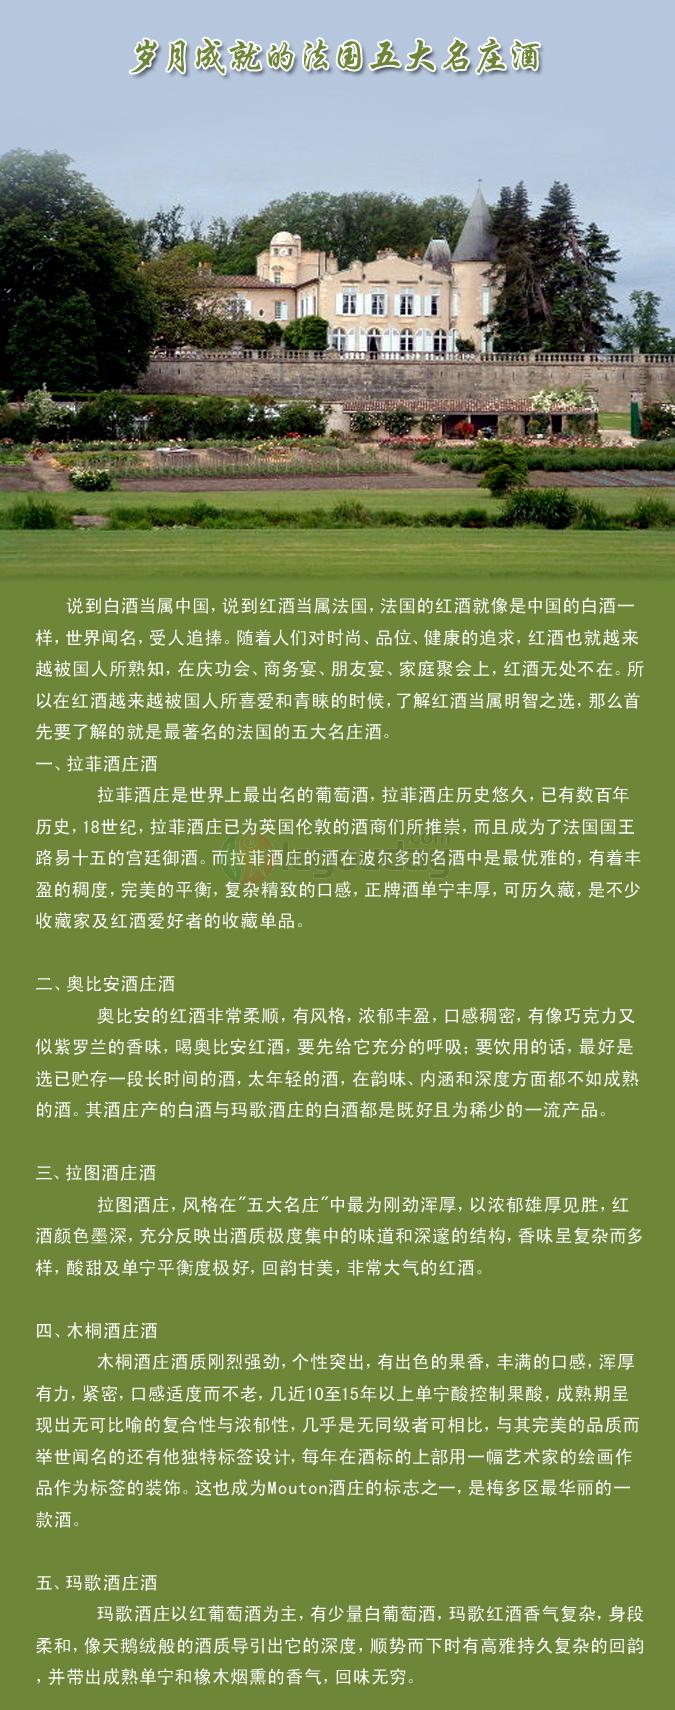 岁月成就的法国五大名庄酒
说到白酒当属中国，说到红酒当属法国，法国的红酒就像是中国的白酒一
样，世界闻名，受人追捧。随着人们对时尚、品位、健康的追求，红酒也就越来
越被国人所熟知，在庆功会、商务宴、朋友宴、家庭聚会上，红酒无处不在。所
以在红酒越来越被国人所喜爱和青睐的时候，了解红酒当属明智之选，那么首
先要了解的就是最著名的法国的五大名庄酒。
一、拉菲酒庄酒
拉菲酒庄是世界上最出名的葡萄酒，拉菲酒庄历史悠久，已有数百年
历史，18世纪，拉菲酒庄已为英国伦敦的酒商们所推崇，而且成为了法国国王
路易十五的宫廷御酒。而拉菲酒庄的酒在波尔多的名酒中是最优雅的，有着丰
盈的稠度，完美的平衡，复杂精致的口感，正牌酒单宁丰厚，可历久藏，是不少
收藏家及红酒爱好者的收藏单品。
二、奥比安酒庄酒
奥比安的红酒非常柔顺，有风格，浓郁丰盈，口感稠密，有像巧克力又
似紫罗兰的香味，喝奥比安红酒，要先给它充分的呼吸；要饮用的话，最好是
选已贮存一段长时间的酒，太年轻的酒，在韵味、内涵和深度方面都不如成熟
的酒。其酒庄产的白酒与玛歌酒庄的白酒都是既好且为稀少的一流产品。
三、拉图酒庄酒
拉图酒庄，风格在"五大名庄"中最为刚劲浑厚，以浓郁雄厚见胜，红
酒颜色墨深，充分反映出酒质极度集中的味道和深邃的结构，香味呈复杂而多
样，酸甜及单宁平衡度极好，回韵甘美，非常大气的红酒。
四、木桐酒庄酒
木桐酒庄酒质刚烈强劲，个性突出，有出色的果香，丰满的口感，浑厚
有力，紧密，口感适度而不老，几近10至15年以上单宁酸控制果酸，成熟期呈
现出无可比喻的复合性与浓郁性，几乎是无同级者可相比，与其完美的品质而
举世闻名的还有他独特标签设计，每年在酒标的上部用一幅艺术家的绘画作
品作为标签的装饰。这也成为Mouton酒庄的标志之一，是梅多区最华丽的一
款酒。
五、玛歌酒庄酒
玛歌酒庄以红葡萄酒为主，有少量白葡萄酒，玛歌红酒香气复杂，身段
柔和，像天鹅绒般的酒质导引出它的深度，顺势而下时有高雅持久复杂的回韵
，并带出成熟单宁和橡木烟熏的香气，回味无穷。